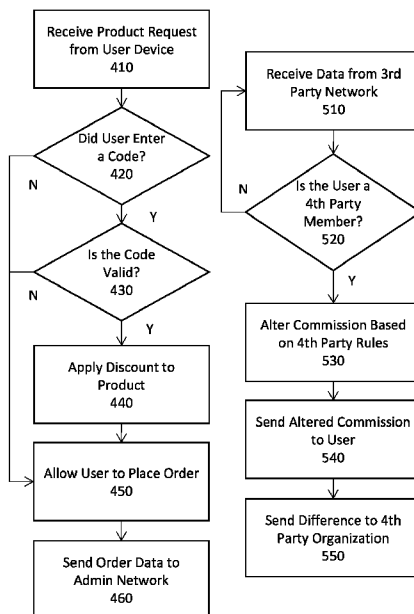 Receive Product Request
from User Device
410
Did User Enter
a Code?
420
N
Y
Is the Code
Valid?
430
N
Y
Apply Discount to
Product
440
Allow User to Place Order
450
Send Order Data to
Admin Network
460
Receive Data from 3rd
Party Network
510
Is the User a
4th Party
Member?
520
N
Y
Alter Commission Based
on 4th Party Rules
530
Send Altered Commission
to User
540
Send Difference to 4th
Party Organization
550